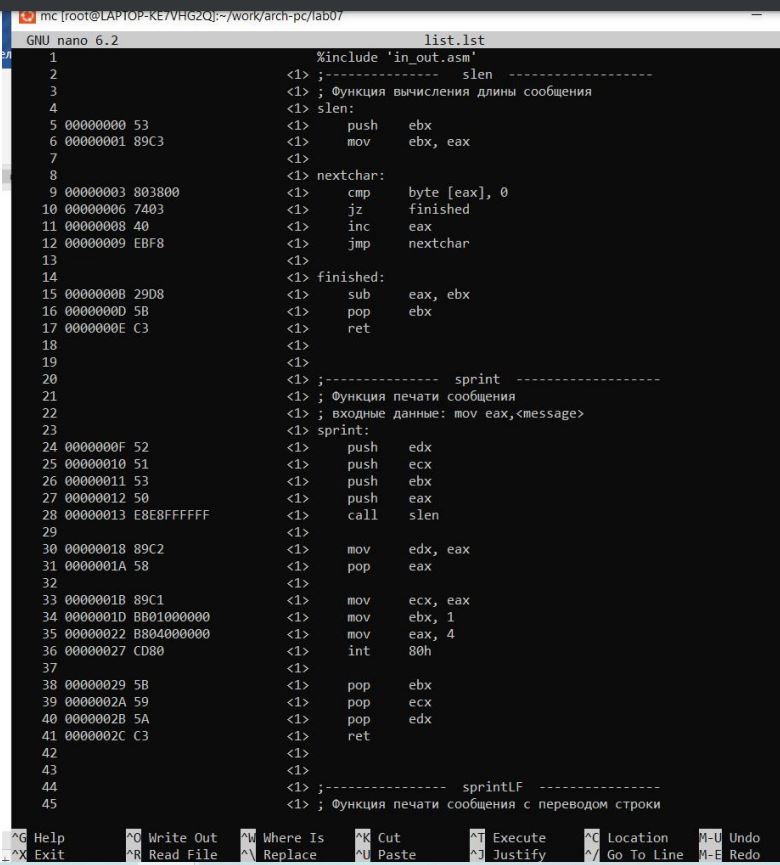 mc [root@LAPTOP-KE7VHG2Q]:~/work/arch-pc/lab07
GNU nano 6.2 list.lst
1 %include 'in_out.asm'
2 <1> ;--------------- slen -------------------
3 <1> ; Функция вычисления длины сообщения
4 <1> slen:
5 00000000 53 <1> push ebx
6 00000001 89C3 <1> mov ebx, eax
7 <1>
8 <1> nextchar:
9 00000003 803800 <1> cmp byte [eax], 0
10 00000006 7403 <1> jz finished
11 00000008 40 <1> inc eax
12 00000009 EBF8 <1> jmp nextchar
13 <1>
14 <1> finished:
15 0000000B 29D8 <1> sub eax, ebx
16 0000000D 5B <1> pop ebx
17 0000000E C3 <1> ret
18 <1>
19 <1>
20 <1> ;--------------- sprint -------------------
21 <1> ; Функция печати сообщения
22 <1> ; входные данные: mov eax,<message>
23 <1> sprint:
24 0000000F 52 <1> push edx
25 00000010 51 <1> push ecx
26 00000011 53 <1> push ebx
27 00000012 50 <1> push eax
28 00000013 E8E8FFFFFF <1> call slen
29 <1>
30 00000018 89C2 <1> mov edx, eax
31 0000001A 58 <1> pop eax
32 <1>
33 0000001B 89C1 <1> mov ecx, eax
34 0000001D BB01000000 <1> mov ebx, 1
35 00000022 B804000000 <1> mov eax, 4
36 00000027 CD80 <1> int 80h
37 <1>
38 00000029 5B <1> pop ebx
39 0000002A 59 <1> pop ecx
40 0000002B 5A <1> pop edx
41 0000002C C3 <1> ret
42 <1>
43 <1>
44 <1> ;---------------- sprintLF ----------------
45 <1> ; Функция печати сообщения с переводом строки
^G Help ^O Write Out ^W Where Is ^K Cut ^T Execute ^C Location M-U Undo
^X Exit ^R Read File ^\ Replace ^U Paste ^J Justify ^/ Go To Line M-E Redo